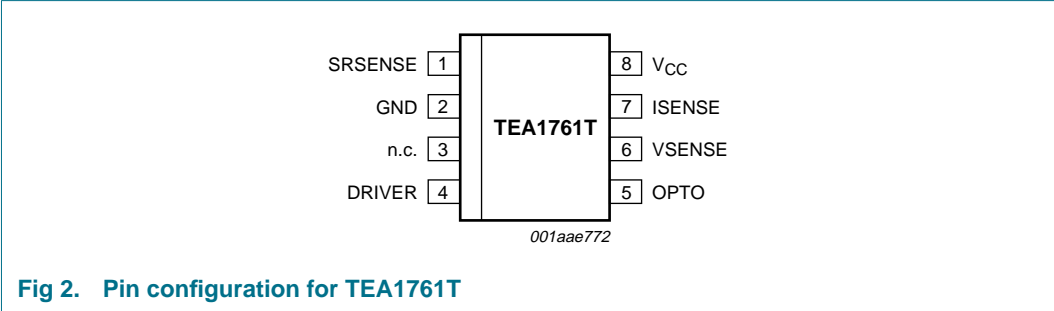 SRSENSE 1 8 VCC
GND 2 7 ISENSE
TEA1761T
n.c. 3 6 VSENSE
DRIVER 4 5 OPTO
001aae772
Fig 2. Pin configuration for TEA1761T